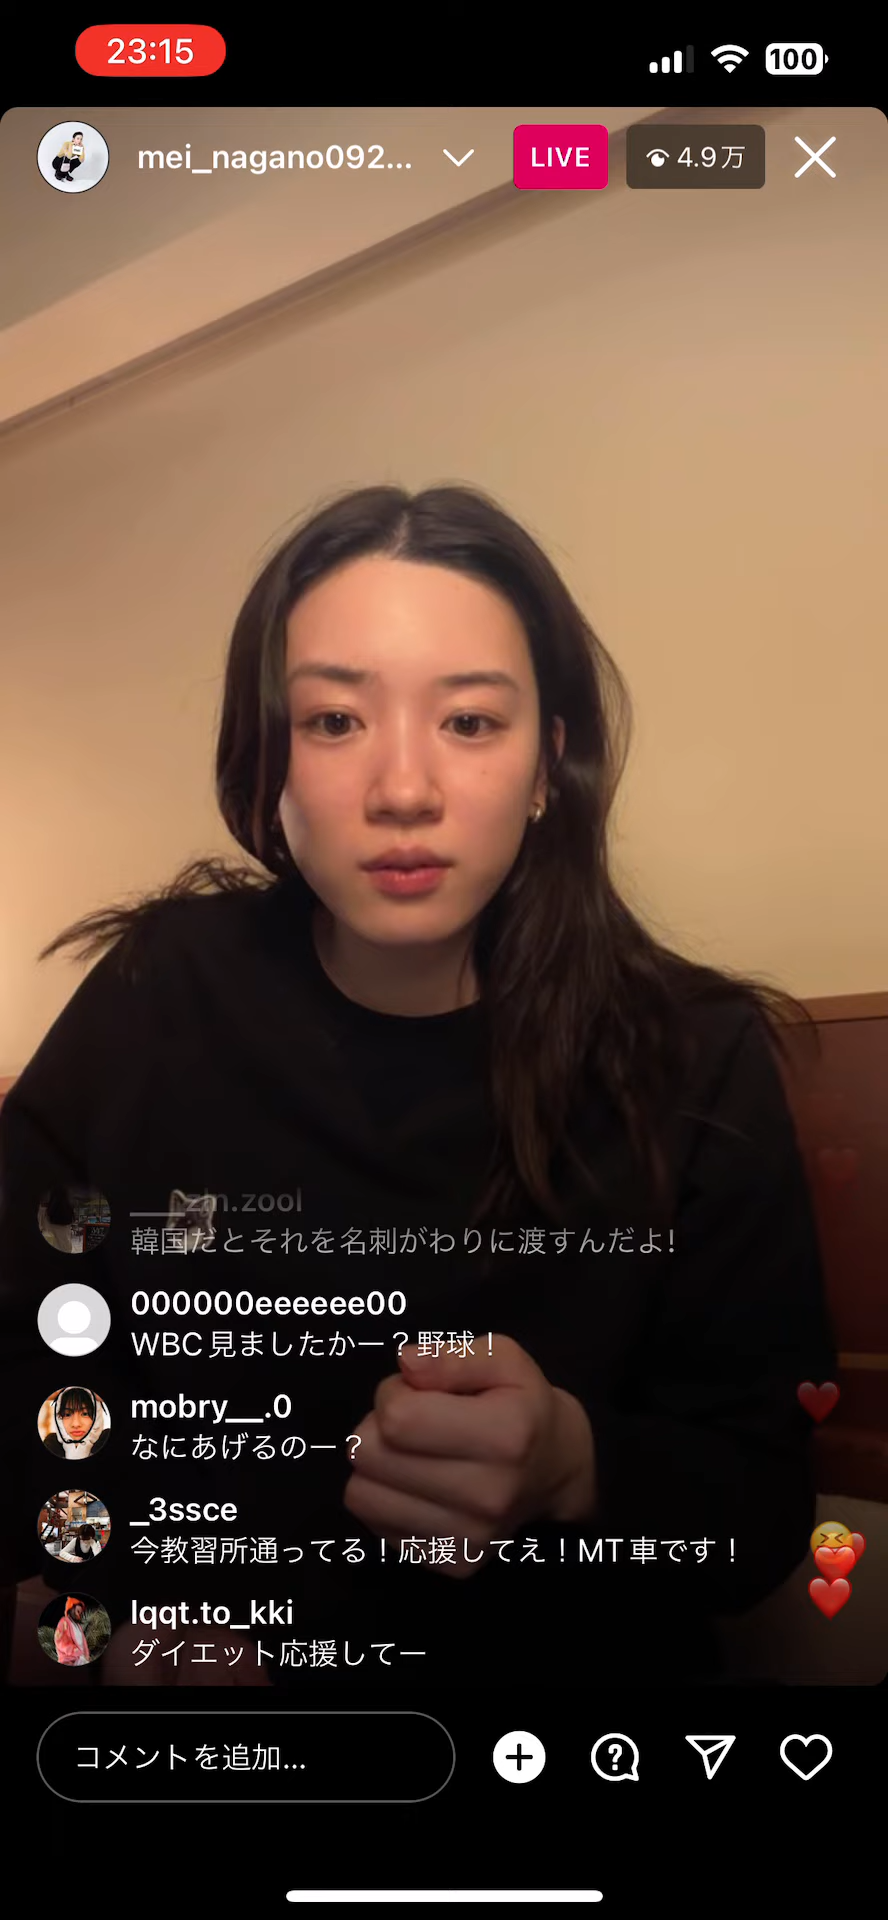 23:15
100
mei_nagano092...
LIVE
4.9万
___zm.zool
韓国だとそれを名刺がわりに渡すんだよ!
000000eeeeee00
WBC見ましたかー？野球！
mobry__.0
なにあげるのー？
_3ssce
今教習所通ってる！応援してえ！MT車です！
lqqt.to_kki
ダイエット応援してー
コメントを追加...